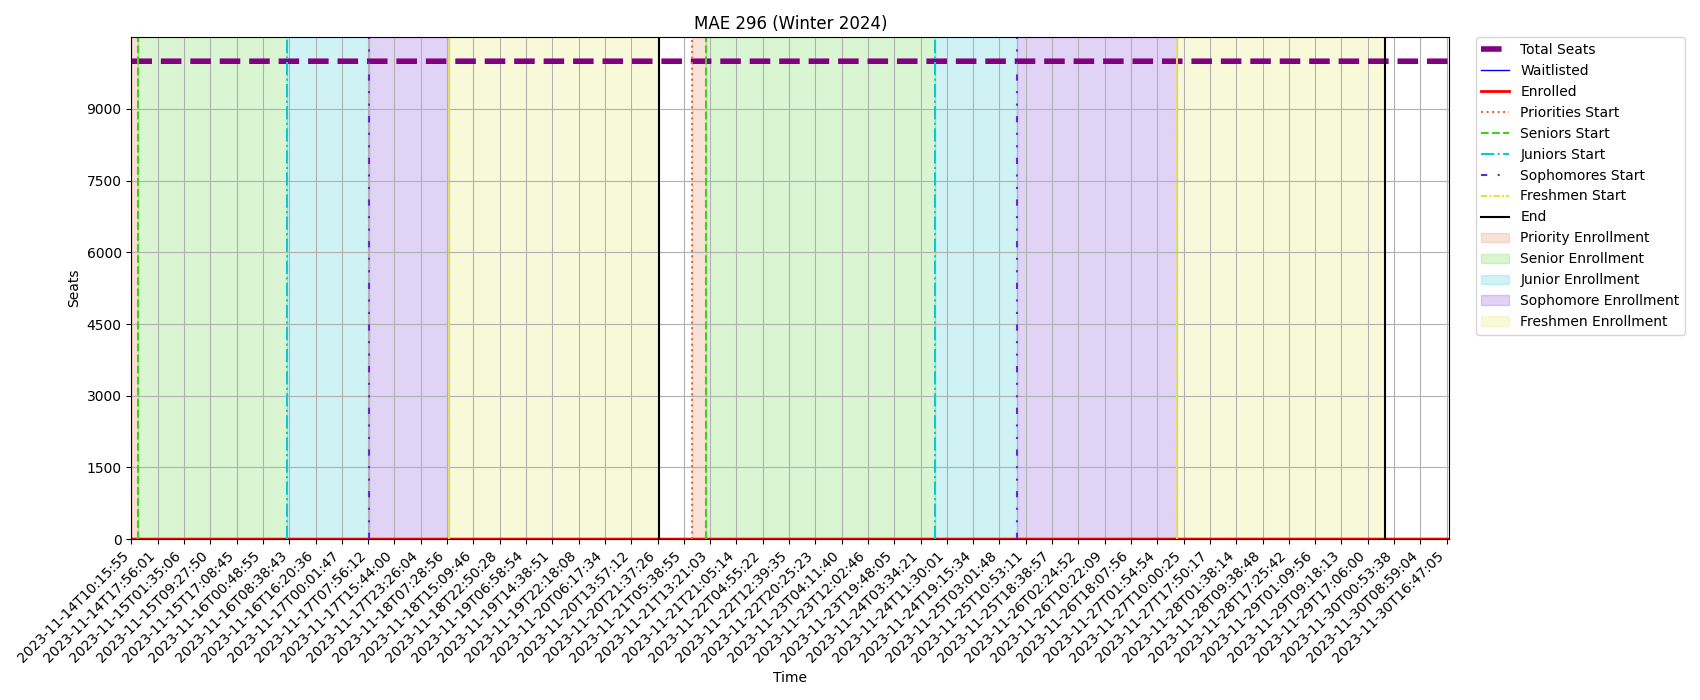 MAE 296 (Winter 2024)
Total Seats
Waitlisted
Enrolled
Priorities Start
Seniors Start
Juniors Start
Sophomores Start
Freshmen Start
End
Priority Enrollment
Senior Enrollment
Junior Enrollment
Sophomore Enrollment
Freshmen Enrollment
Seats
9000
7500
6000
4500
3000
1500
0
2023-11-14T10:15:55
2023-11-14T17:56:01
2023-11-15T01:35:06
2023-11-15T09:27:50
2023-11-15T17:08:45
2023-11-16T00:48:55
2023-11-16T08:38:43
2023-11-16T16:20:36
2023-11-17T00:01:47
2023-11-17T07:56:12
2023-11-17T15:44:00
2023-11-17T23:26:04
2023-11-18T07:28:56
2023-11-18T15:09:46
2023-11-18T22:50:28
2023-11-19T06:58:54
2023-11-19T14:38:51
2023-11-19T22:18:08
2023-11-20T06:17:34
2023-11-20T13:57:12
2023-11-20T21:37:26
2023-11-21T05:38:55
2023-11-21T13:21:03
2023-11-21T21:05:14
2023-11-22T04:55:22
2023-11-22T12:39:35
2023-11-22T20:25:23
2023-11-23T04:11:40
2023-11-23T12:02:46
2023-11-23T19:48:05
2023-11-24T03:34:21
2023-11-24T11:30:01
2023-11-24T19:15:34
2023-11-25T03:01:48
2023-11-25T10:53:11
2023-11-25T18:38:57
2023-11-26T02:24:52
2023-11-26T10:22:09
2023-11-26T18:07:56
2023-11-27T01:54:54
2023-11-27T10:00:25
2023-11-27T17:50:17
2023-11-28T01:38:14
2023-11-28T09:38:48
2023-11-28T17:25:42
2023-11-29T01:09:56
2023-11-29T09:18:13
2023-11-29T17:06:00
2023-11-30T00:53:38
2023-11-30T08:59:04
2023-11-30T16:47:05
Time